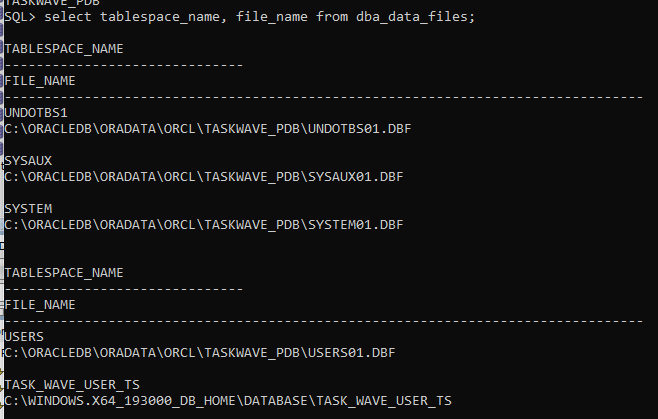 TASKWAVE_PDB
SQL> select tablespace_name, file_name from dba_data_files;
TABLESPACE_NAME
------------------------------
FILE_NAME
--------------------------------------------------------------------------------
UNDOTBS1
C:\ORACLEDB\ORADATA\ORCL\TASKWAVE_PDB\UNDOTBS01.DBF
SYSAUX
C:\ORACLEDB\ORADATA\ORCL\TASKWAVE_PDB\SYSAUX01.DBF
SYSTEM
C:\ORACLEDB\ORADATA\ORCL\TASKWAVE_PDB\SYSTEM01.DBF
TABLESPACE_NAME
------------------------------
FILE_NAME
--------------------------------------------------------------------------------
USERS
C:\ORACLEDB\ORADATA\ORCL\TASKWAVE_PDB\USERS01.DBF
TASK_WAVE_USER_TS
C:\WINDOWS.X64_193000_DB_HOME\DATABASE\TASK_WAVE_USER_TS